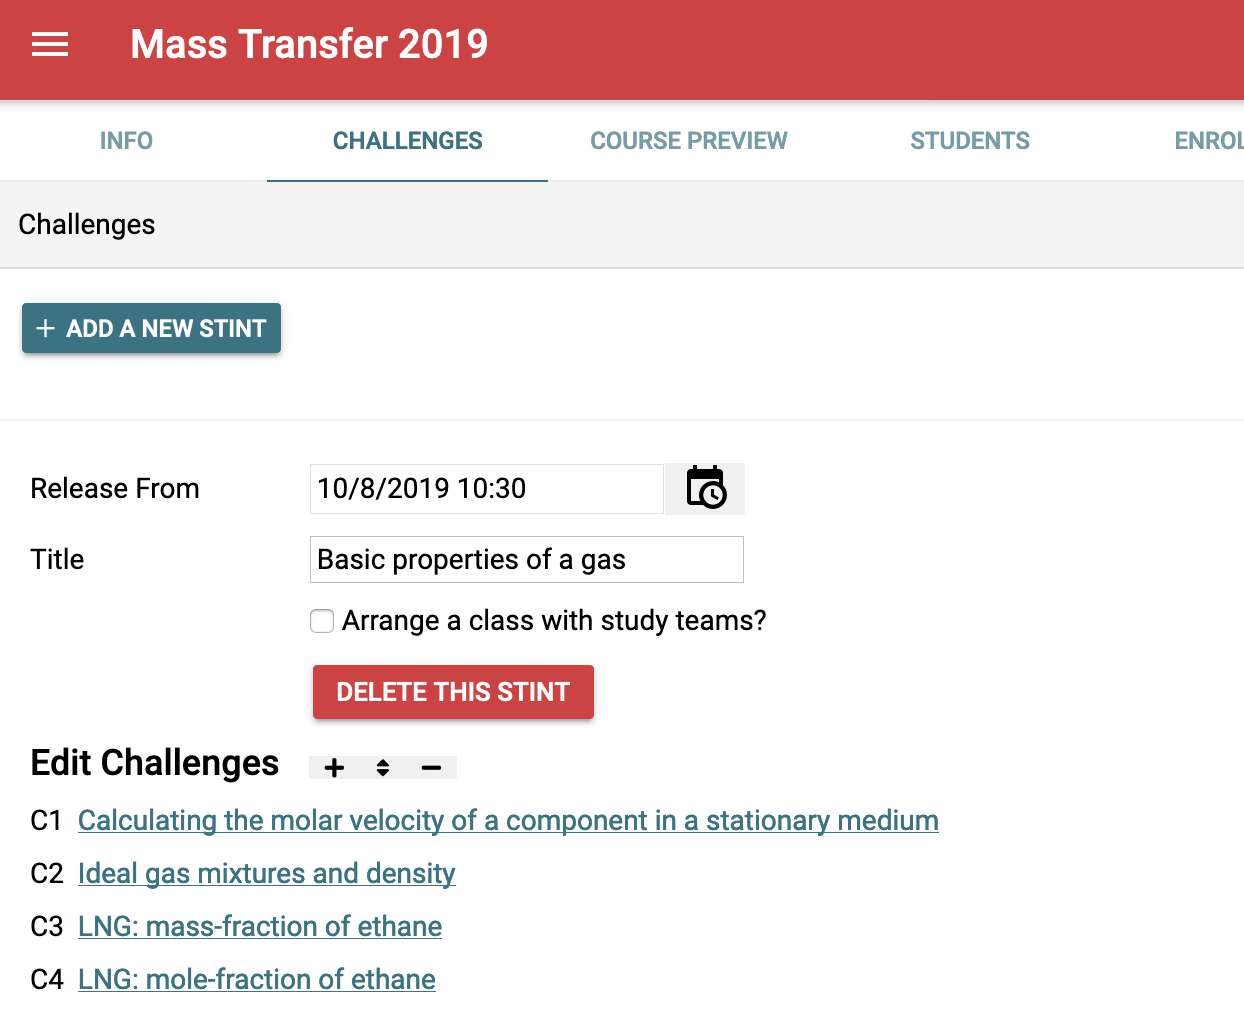 Mass Transfer 2019
INFO CHALLENGES COURSE PREVIEW STUDENTS ENROL
Challenges
+ ADD A NEW STINT
Release From 10/8/2019 10:30
Title Basic properties of a gas
Arrange a class with study teams?
DELETE THIS STINT
Edit Challenges
C1 Calculating the molar velocity of a component in a stationary medium
C2 Ideal gas mixtures and density
C3 LNG: mass-fraction of ethane
C4 LNG: mole-fraction of ethane